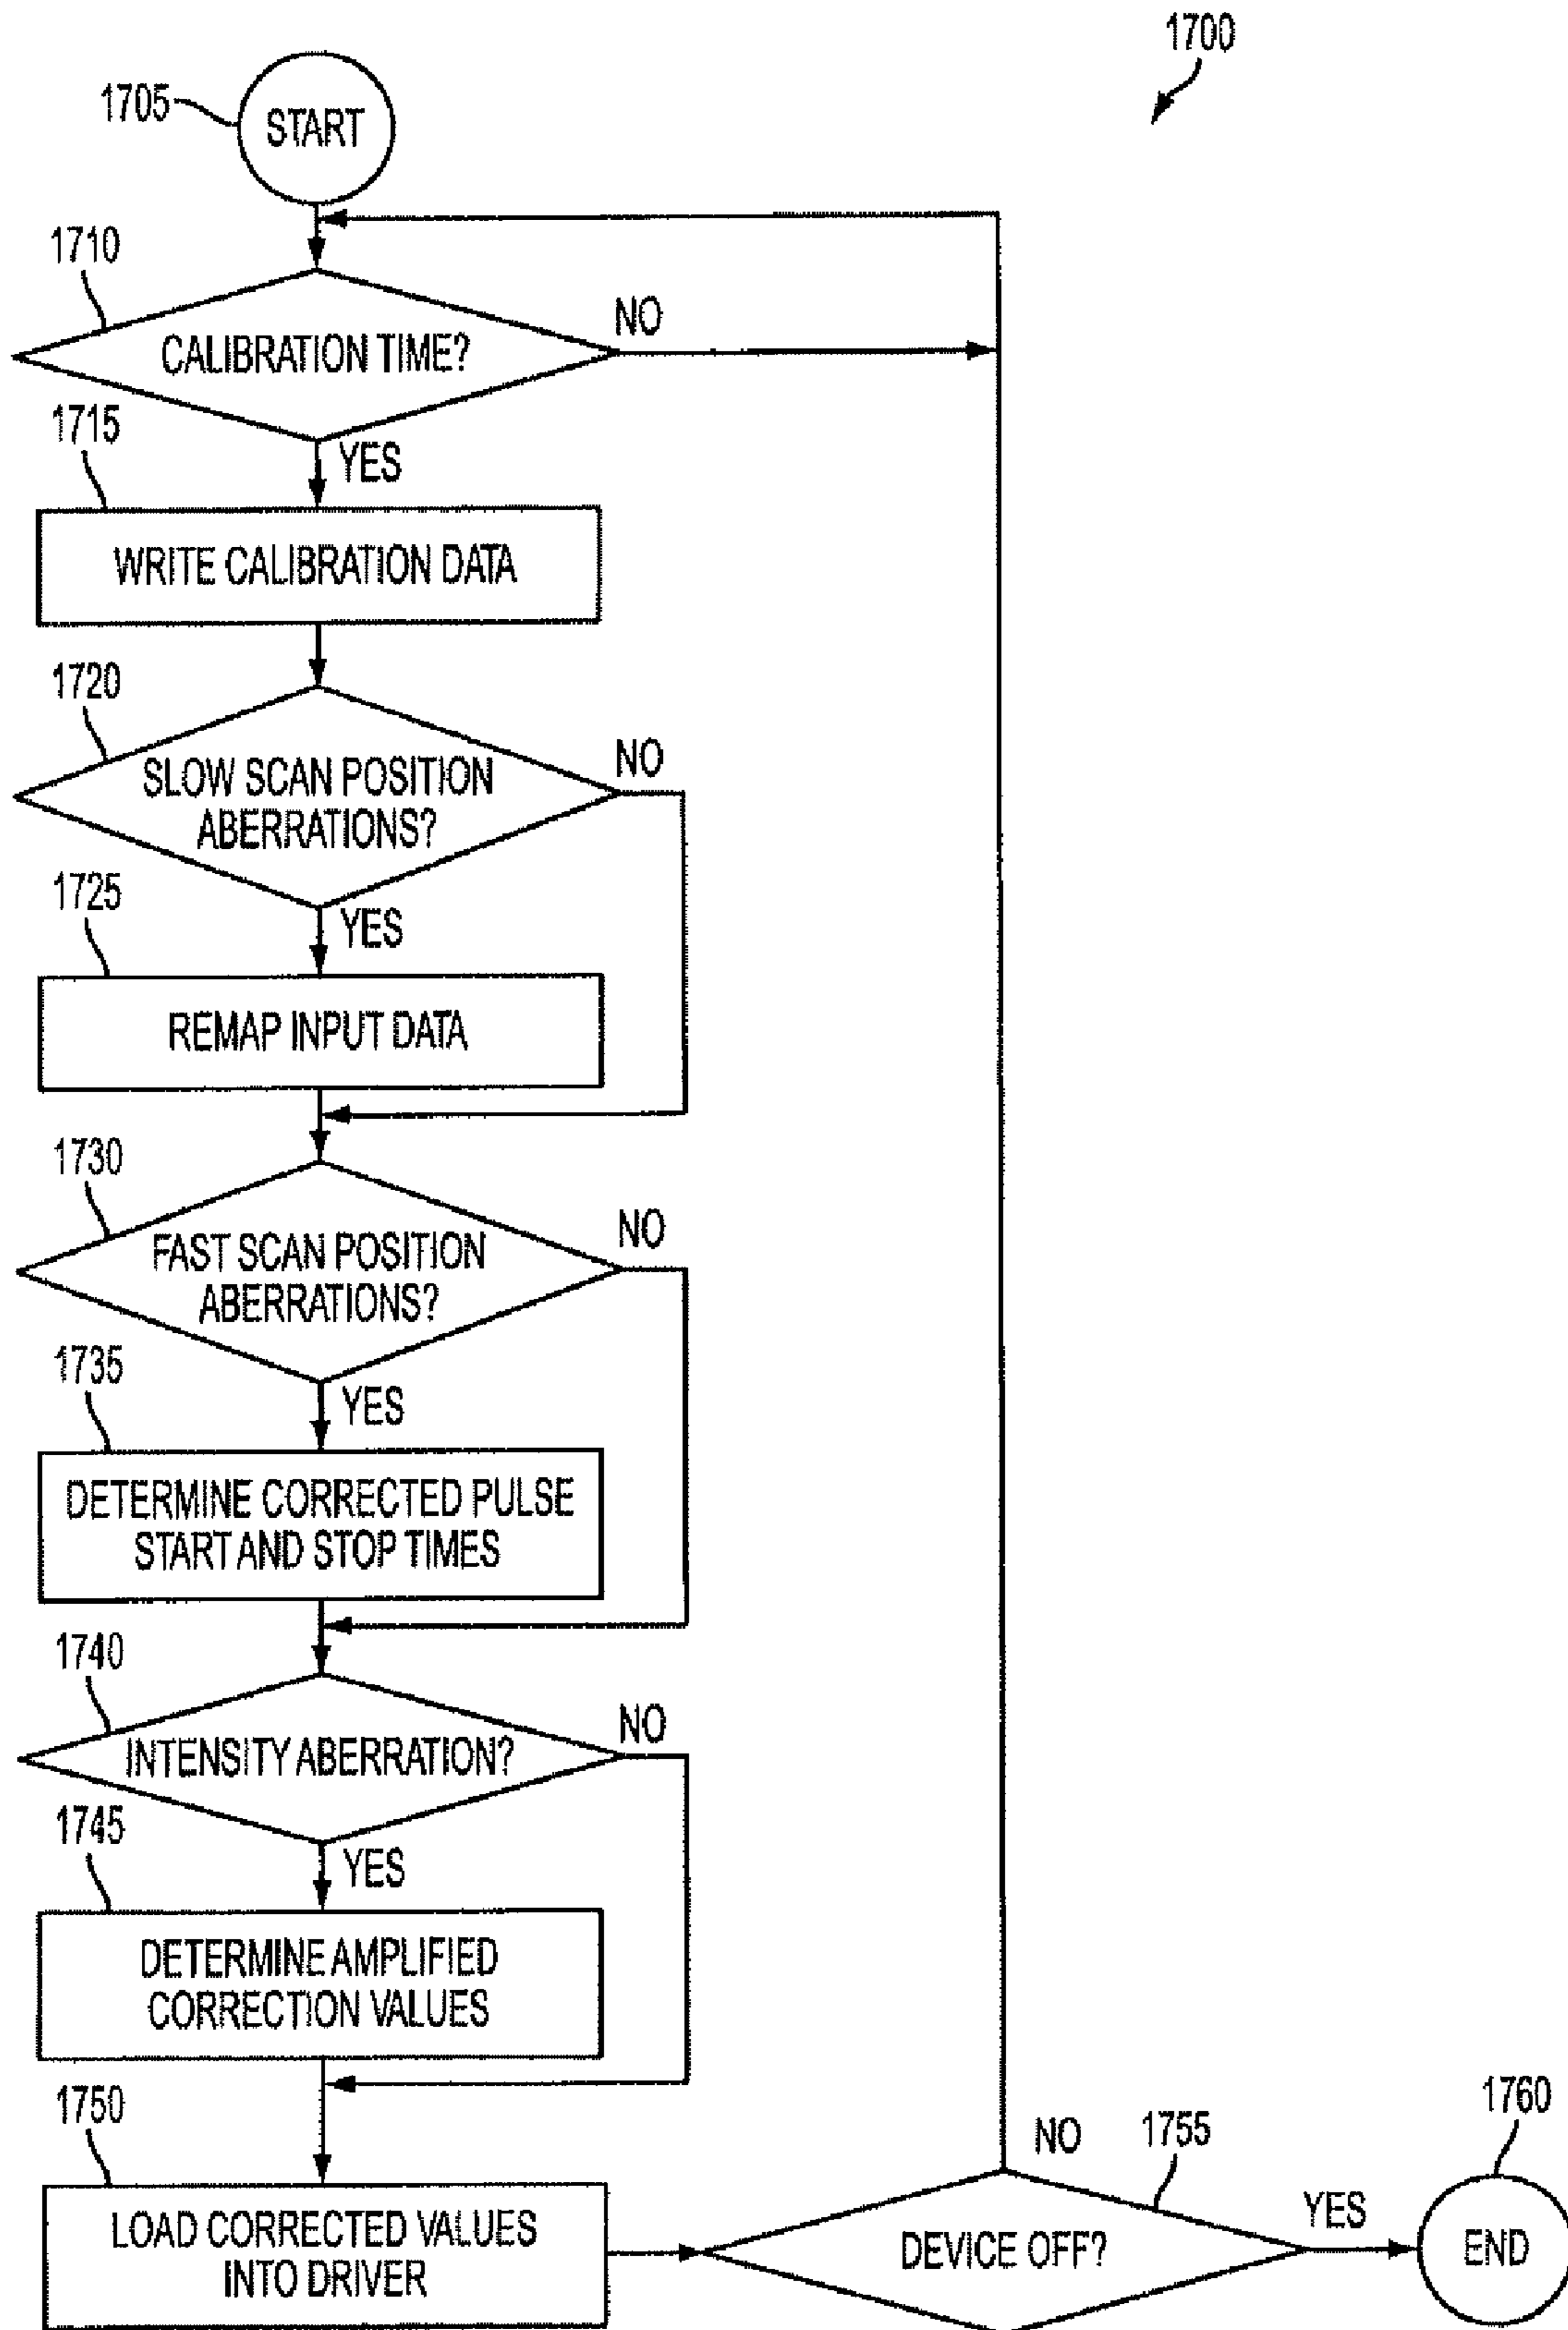 1700
1705
START
1710
CALIBRATION TIME?
NO
YES
1715
WRITE CALIBRATION DATA
1720
SLOW SCAN POSITION
ABERRATIONS?
NO
YES
1725
REMAP INPUT DATA
1730
FAST SCAN POSITION
ABERRATIONS?
NO
YES
1735
DETERMINE CORRECTED PULSE
START AND STOP TIMES
1740
INTENSITY ABERRATION?
NO
YES
1745
DETERMINE AMPLIFIED
CORRECTION VALUES
1750
LOAD CORRECTED VALUES
INTO DRIVER
1755
DEVICE OFF?
NO
YES
1760
END